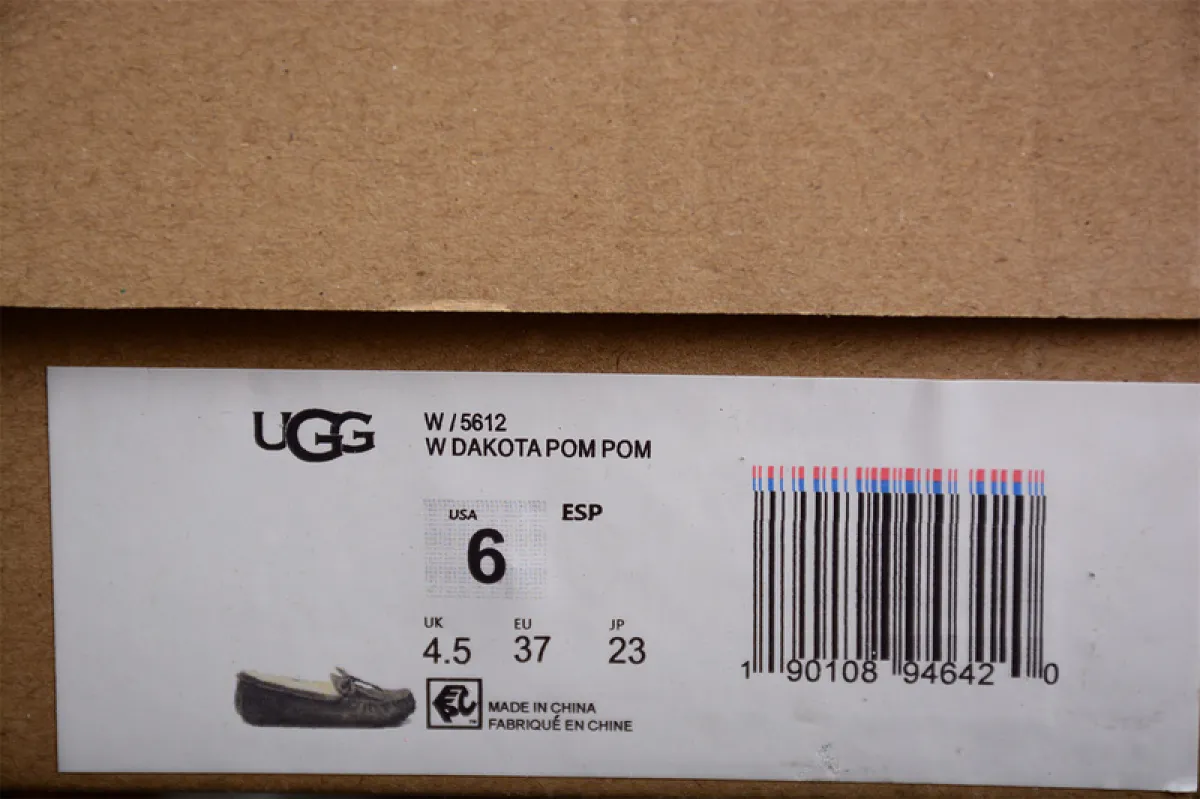 UGG
W / 5612
W DAKOTA POM POM
USA
6
ESP
UK EU JP
4.5 37 23
MADE IN CHINA
FABRIQUÉ EN CHINE
1 90108 94642 0